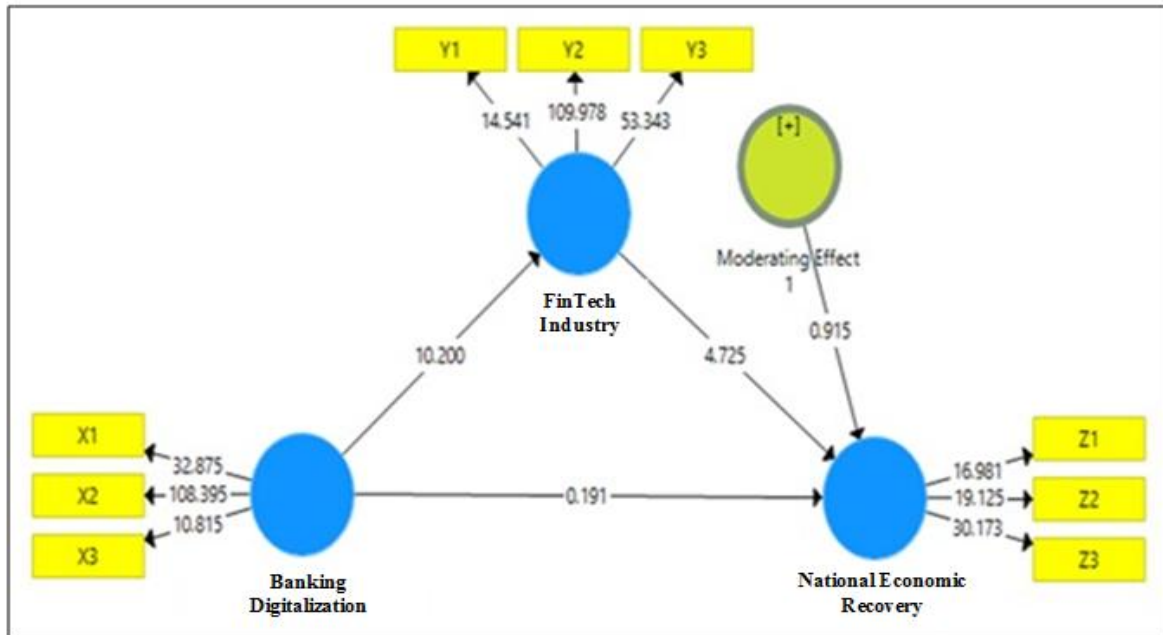 Y1 Y2 Y3
14.541 109.978 53.343
[+]
Moderating Effect
1
FinTech
Industry
0.915
10.200 4.725
X1
32.875
X2
108.395
X3
10.815
0.191
Z1
16.981
Z2
19.125
Z3
30.173
Banking
Digitalization
National Economic
Recovery